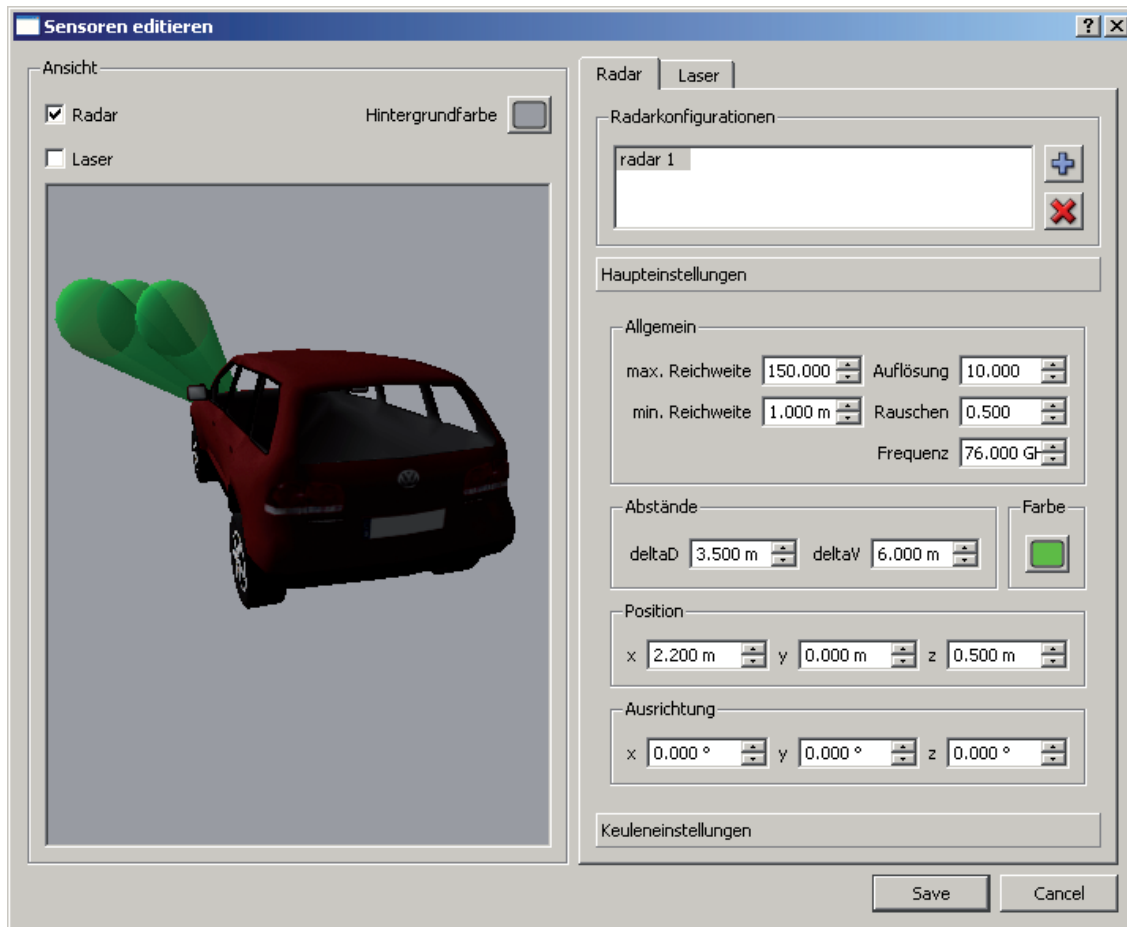 Sensoren editieren
Ansicht
Radar
Hintergrundfarbe
Laser
Radar
Laser
Radarkonfigurationen
radar 1
Haupteinstellungen
Allgemein
max. Reichweite 150.000 Auflösung 10.000
min. Reichweite 1.000 m Rauschen 0.500
Frequenz 76.000 GH
Abstände
Farbe
deltaD 3.500 m deltaV 6.000 m
Position
x 2.200 m y 0.000 m z 0.500 m
Ausrichtung
x 0.000 ° y 0.000 ° z 0.000 °
Keuleneinstellungen
Save
Cancel